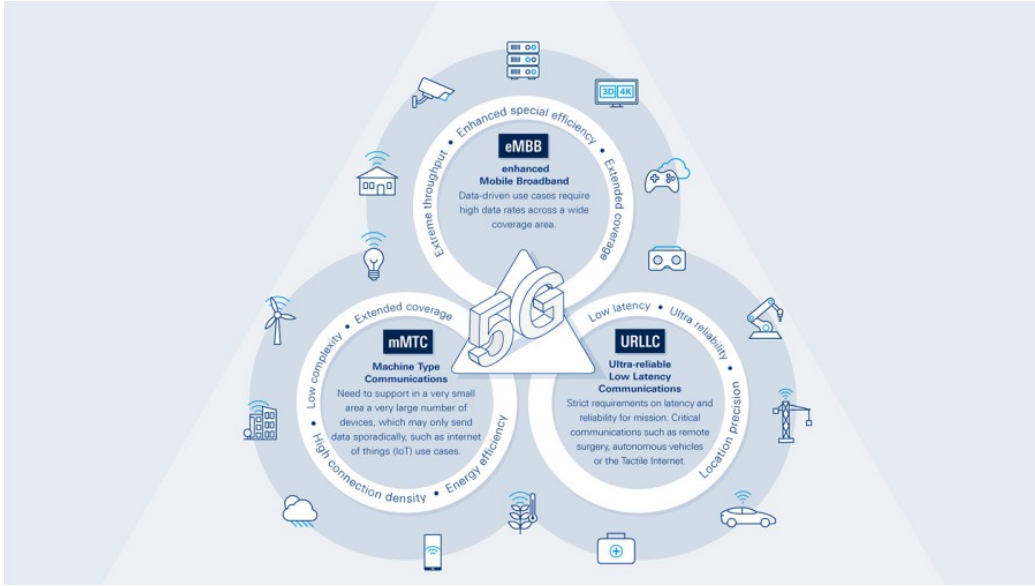 3D 4K
Extreme throughput • Enhanced special efficiency • Extended coverage
eMBB
enhanced
Mobile Broadband
Data-driven use cases require
high data rates across a wide
coverage area.
5G
• Low complexity • Extended coverage
mMTC
Machine Type
Communications
Need to support in a very small
area a very large number of
devices, which may only send
data sporadically, such as internet
of things (IoT) use cases.
• High connection density • Energy efficiency
Low latency • Ultra reliability •
Location precision
URLLC
Ultra-reliable
Low Latency
Communications
Strict requirements on latency and
reliability for mission. Critical
communications such as remote
surgery, autonomous vehicles
or the Tactile Internet.